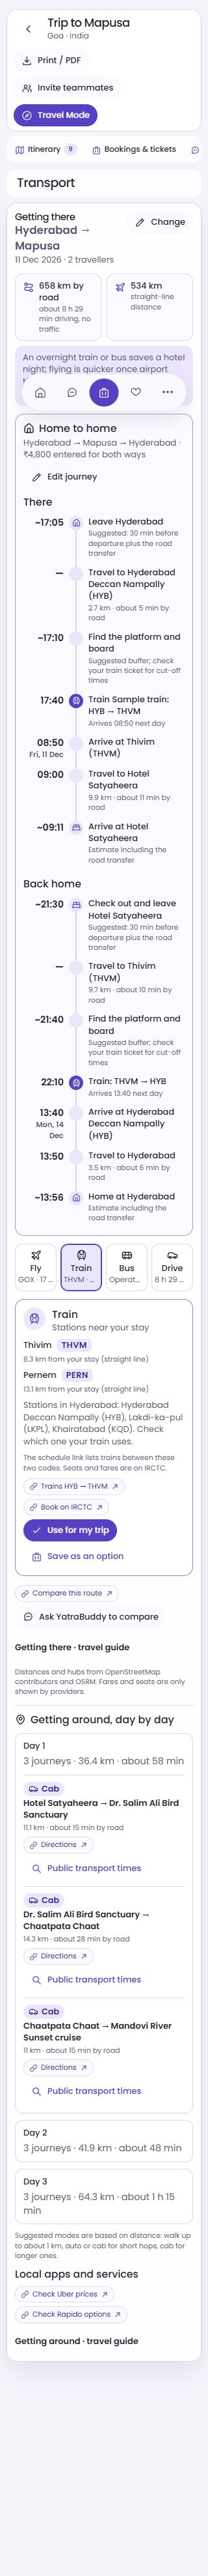 Trip to Mapusa
Goa · India
Print / PDF
Invite teammates
Travel Mode
Itinerary 9
Bookings & tickets
Transport
Getting there
Hyderabad →
Mapusa
Change
11 Dec 2026 · 2 travellers
658 km by
road
about 8 h 29
min driving, no
traffic
534 km
straight-line
distance
An overnight train or bus saves a hotel
night; flying is quicker once airport
Home to home
Hyderabad → Mapusa → Hyderabad ·
₹4,800 entered for both ways
Edit journey
There
~17:05
Leave Hyderabad
Suggested: 30 min before
departure plus the road
transfer
—
Travel to Hyderabad
Deccan Nampally
(HYB)
2.7 km · about 5 min by
road
~17:10
Find the platform and
board
Suggested buffer; check
your train ticket for cut-off
times
17:40
Train Sample train:
HYB → THVM
Arrives 08:50 next day
08:50
Fri, 11 Dec
Arrive at Thivim
(THVM)
09:00
Travel to Hotel
Satyaheera
9.9 km · about 11 min by
road
~09:11
Arrive at Hotel
Satyaheera
Estimate including the
road transfer
Back home
~21:30
Check out and leave
Hotel Satyaheera
Suggested: 30 min before
departure plus the road
transfer
—
Travel to Thivim
(THVM)
9.7 km · about 10 min by
road
~21:40
Find the platform and
board
Suggested buffer; check
your train ticket for cut-off
times
22:10
Train: THVM → HYB
Arrives 13:40 next day
13:40
Mon, 14
Dec
Arrive at Hyderabad
Deccan Nampally
(HYB)
13:50
Travel to Hyderabad
3.5 km · about 6 min by
road
~13:56
Home at Hyderabad
Estimate including the
road transfer
Fly
GOX · 17 ...
Train
THVM · ...
Bus
Operat...
Drive
8 h 29 ...
Train
Stations near your stay
Thivim THVM
8.3 km from your stay (straight line)
Pernem PERN
13.1 km from your stay (straight line)
Stations in Hyderabad: Hyderabad
Deccan Nampally (HYB), Lakdi-ka-pul
(LKPL), Khairatabad (KQD). Check
which one your train uses.
The schedule link lists trains between these
two codes. Seats and fares are on IRCTC.
Trains HYB → THVM
Book on IRCTC
Use for my trip
Save as an option
Compare this route
Ask YatraBuddy to compare
Getting there · travel guide
Distances and hubs from OpenStreetMap
contributors and OSRM. Fares and seats are only
shown by providers.
Getting around, day by day
Day 1
3 journeys · 36.4 km · about 58 min
Cab
Hotel Satyaheera → Dr. Salim Ali Bird
Sanctuary
11.1 km · about 15 min by road
Directions
Public transport times
Cab
Dr. Salim Ali Bird Sanctuary →
Chaatpata Chaat
14.3 km · about 28 min by road
Directions
Public transport times
Cab
Chaatpata Chaat → Mandovi River
Sunset cruise
11 km · about 15 min by road
Directions
Public transport times
Day 2
3 journeys · 41.9 km · about 48 min
Day 3
3 journeys · 64.3 km · about 1 h 15
min
Suggested modes are based on distance: walk up
to about 1 km, auto or cab for short hops, cab for
longer ones.
Local apps and services
Check Uber prices
Check Rapido options
Getting around · travel guide